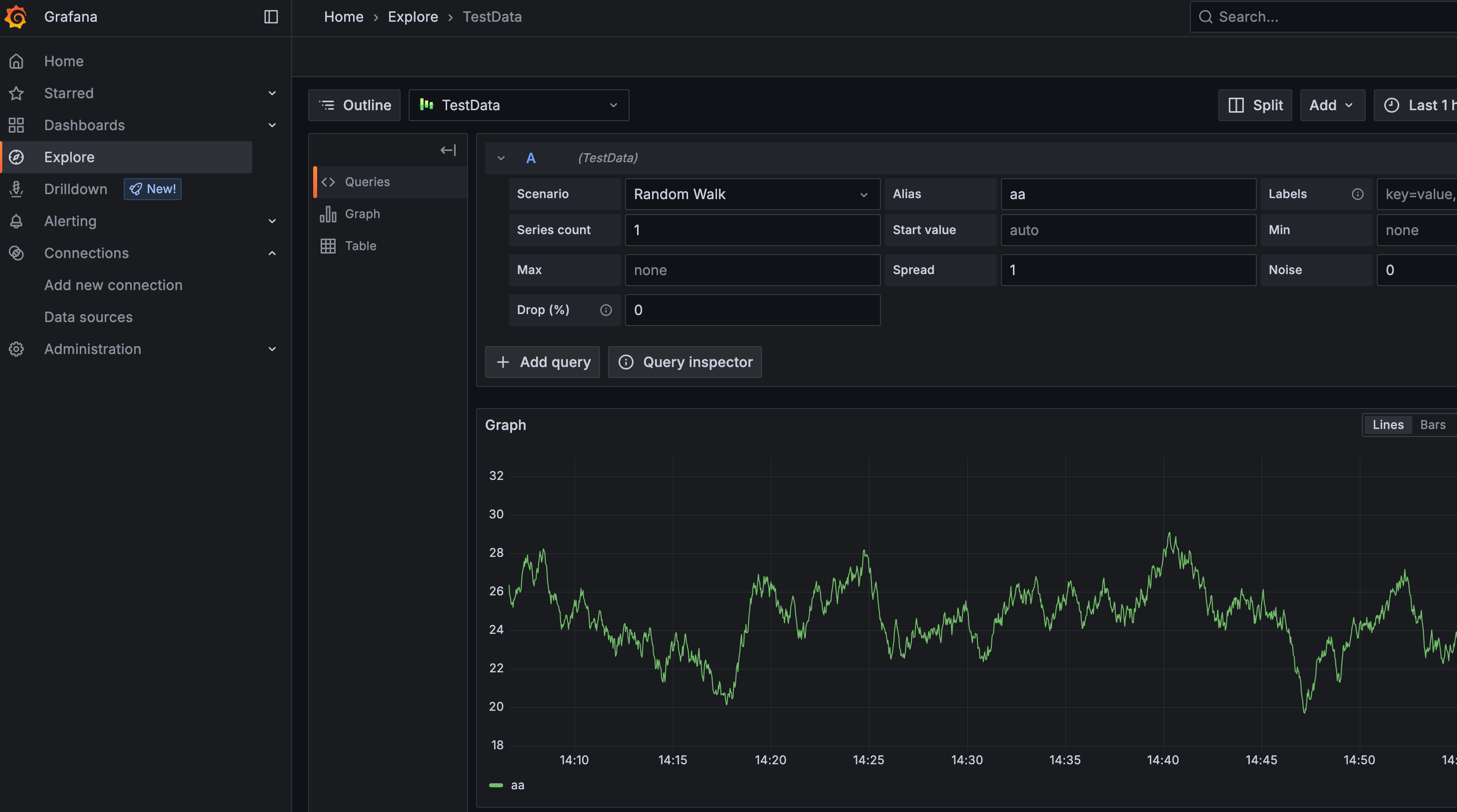 Grafana
Home › Explore › TestData
Search...
Home
Starred
Dashboards
Explore
Drilldown New!
Alerting
Connections
Add new connection
Data sources
Administration
Outline TestData Split Add Last 1 h
Queries
Graph
Table
A (TestData)
Scenario Random Walk Alias aa Labels key=value,
Series count 1 Start value auto Min none
Max none Spread 1 Noise 0
Drop (%) 0
+ Add query Query inspector
Graph Lines Bars
32
30
28
26
24
22
20
18
14:10 14:15 14:20 14:25 14:30 14:35 14:40 14:45 14:50 14:
aa